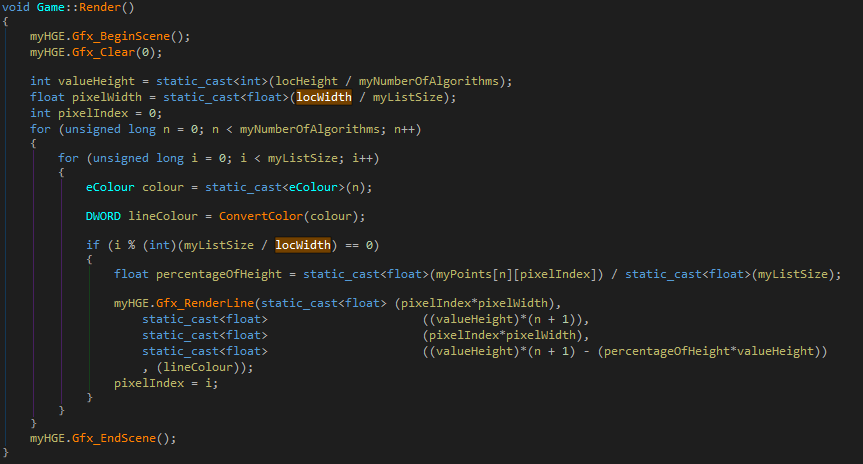 void Game::Render()
{
    myHGE.Gfx_BeginScene();
    myHGE.Gfx_Clear(0);

    int valueHeight = static_cast<int>(locHeight / myNumberOfAlgorithms);
    float pixelWidth = static_cast<float>(locWidth / myListSize);
    int pixelIndex = 0;
    for (unsigned long n = 0; n < myNumberOfAlgorithms; n++)
    {
        for (unsigned long i = 0; i < myListSize; i++)
        {
            eColour colour = static_cast<eColour>(n);

            DWORD lineColour = ConvertColor(colour);

            if (i % (int)(myListSize / locWidth) == 0)
            {
                float percentageOfHeight = static_cast<float>(myPoints[n][pixelIndex]) / static_cast<float>(myListSize);

                myHGE.Gfx_RenderLine(static_cast<float> (pixelIndex*pixelWidth),
                    static_cast<float>                      ((valueHeight)*(n + 1)),
                    static_cast<float>                      (pixelIndex*pixelWidth),
                    static_cast<float>                      ((valueHeight)*(n + 1) - (percentageOfHeight*valueHeight))
                    , (lineColour));
                pixelIndex = i;
            }
        }
    }
    myHGE.Gfx_EndScene();
}